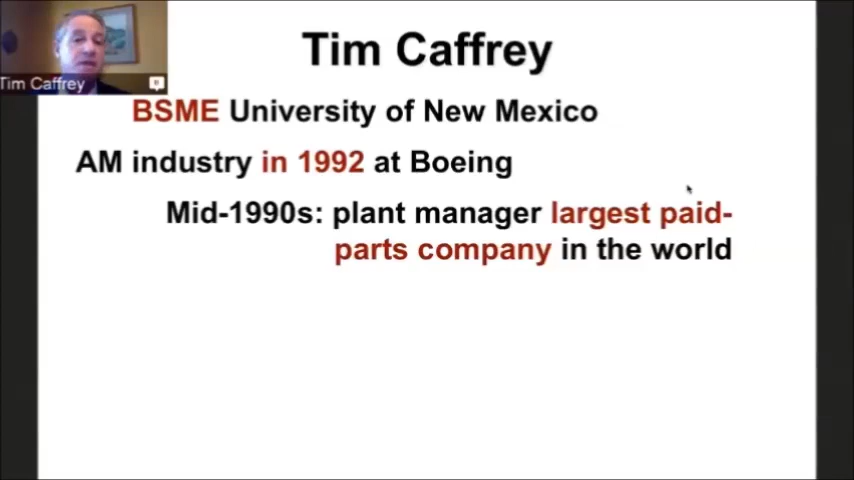 Tim Caffrey
Tim Caffrey
BSME University of New Mexico
AM industry in 1992 at Boeing
Mid-1990s: plant manager largest paid-
parts company in the world